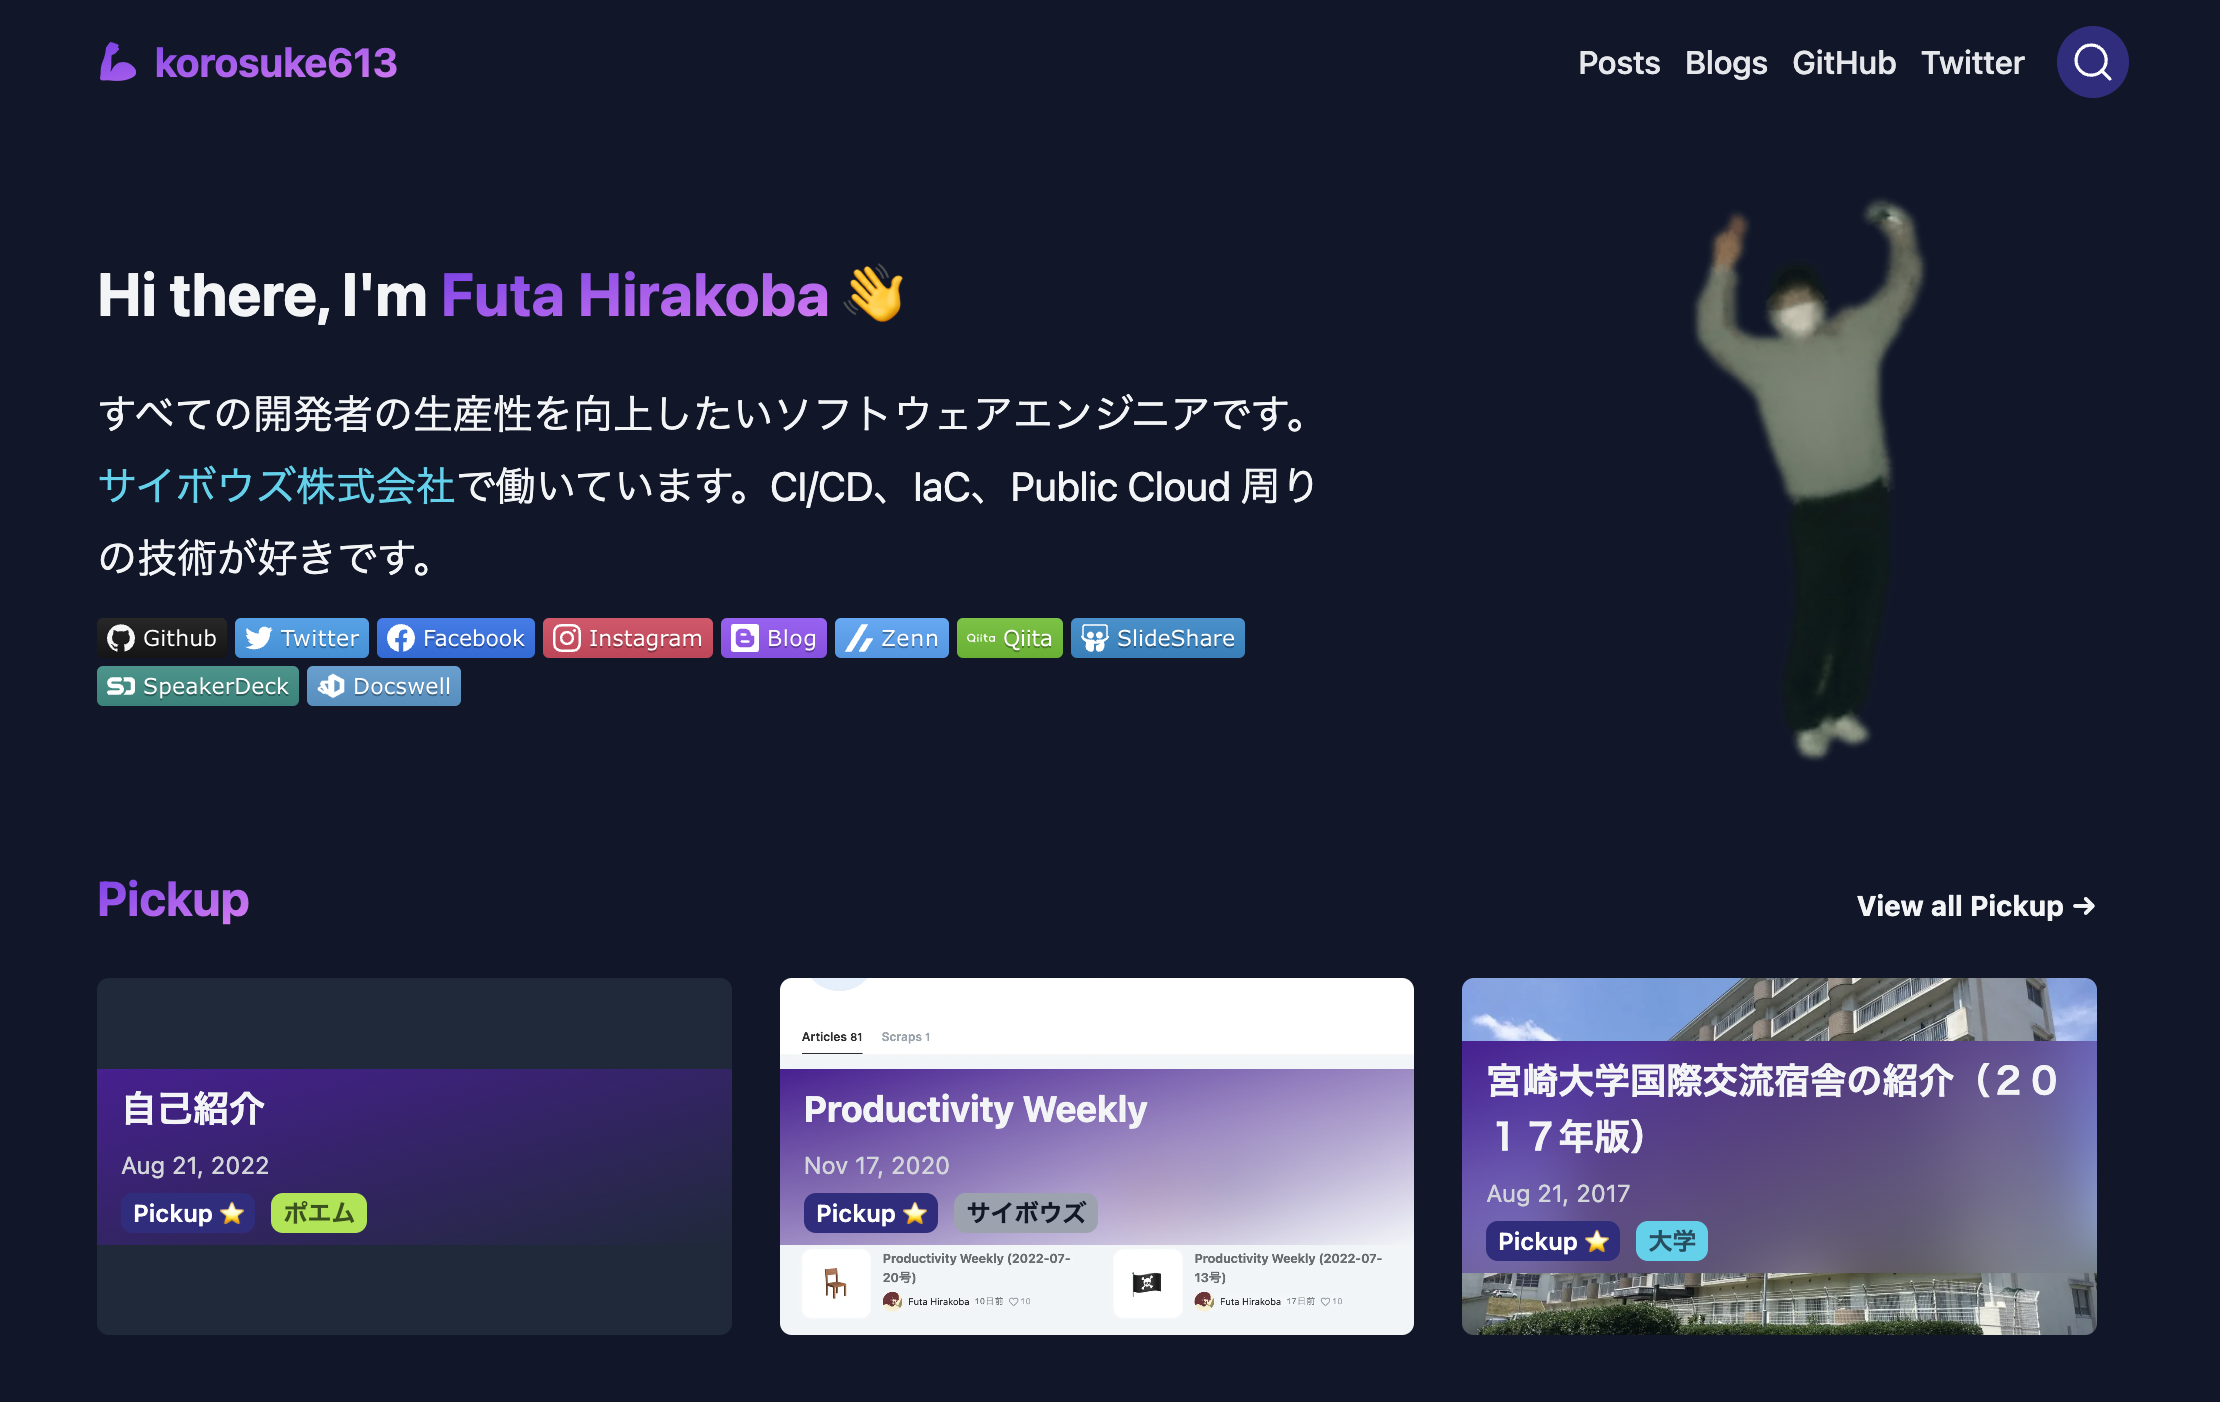 korosuke613
Posts Blogs GitHub Twitter
Hi there, I'm Futa Hirakoba 👋
すべての開発者の生産性を向上したいソフトウェアエンジニアです。
サイボウズ株式会社で働いています。CI/CD、IaC、Public Cloud 周り
の技術が好きです。
Github Twitter Facebook Instagram Blog Zenn Qiita Qiita SlideShare
SpeakerDeck Docswell
Pickup
View all Pickup →
自己紹介
Aug 21, 2022
Pickup ⭐ ポエム
Articles 81 Scraps 1
Productivity Weekly
Nov 17, 2020
Pickup ⭐ サイボウズ
Productivity Weekly (2022-07-
20号)
Futa Hirakoba 10日前 ♡ 10
Productivity Weekly (2022-07-
13号)
Futa Hirakoba 17日前 ♡ 10
宮崎大学国際交流宿舎の紹介（２０
１７年版）
Aug 21, 2017
Pickup ⭐ 大学